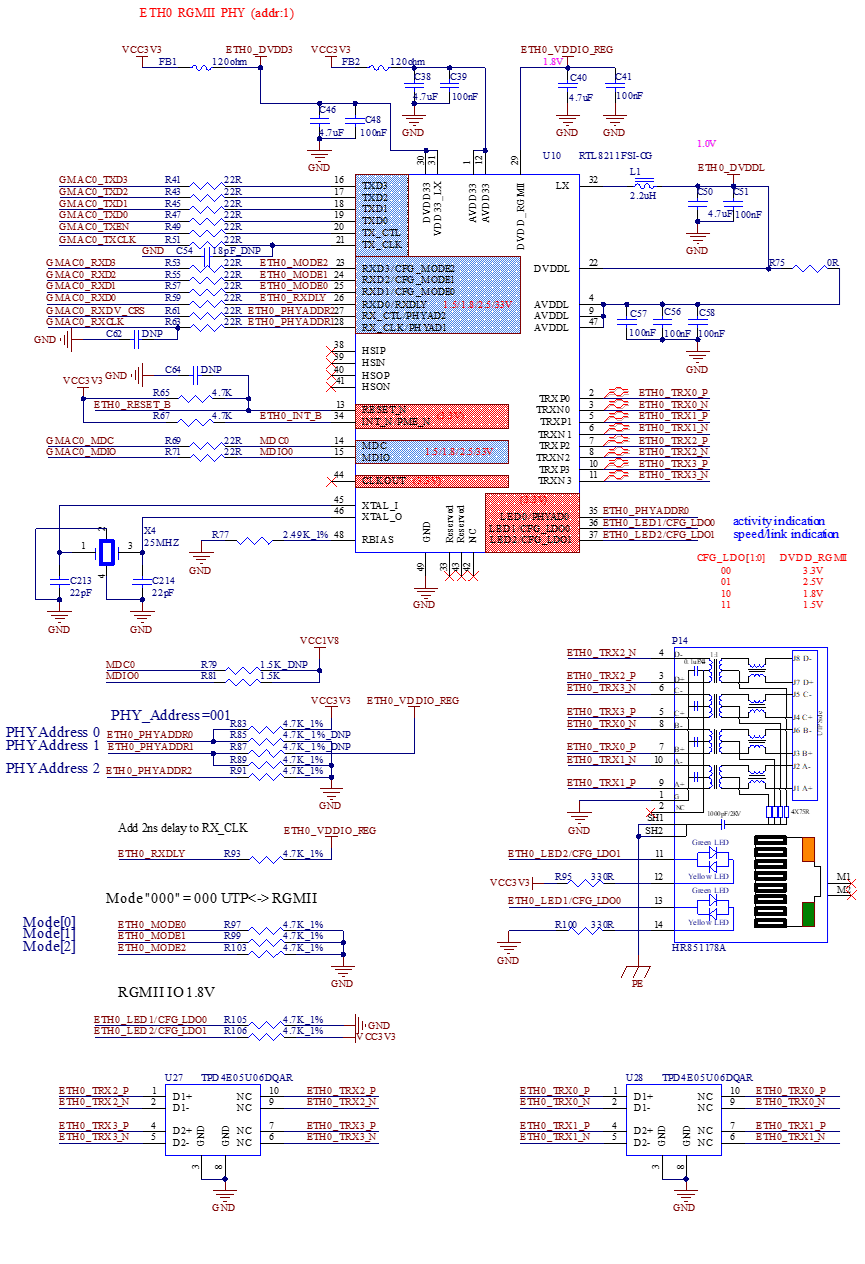 ETH0 RGMII PHY (addr:1)
VCC3V3
ETH0_DVDD3
VCC3V3
ETH0_VDDIO_REG
FB1
120ohm
FB2
120ohm
1.8V
C38
4.7uF
C39
100nF
C40
4.7uF
C41
100nF
C46
4.7uF
C48
100nF
GND
GND
GND
GND
30
31
1
12
29
U10
RTL8211FSI-CG
1.0V
ETH0_DVDDL
DVDD33
VDD33_LX
AVDD33
AVDD33
DVDD_RGMII
GMAC0_TXD3 R41 22R 16 TXD3
GMAC0_TXD2 R43 22R 17 TXD2
GMAC0_TXD1 R45 22R 18 TXD1
GMAC0_TXD0 R47 22R 19 TXD0
GMAC0_TXEN R49 22R 20 TX_CTL
GMAC0_TXCLK R51 22R 21 TX_CLK
GND C54 18pF_DNP
GMAC0_RXD3 R53 22R ETH0_MODE2 23 RXD3/CFG_MODE2
GMAC0_RXD2 R55 22R ETH0_MODE1 24 RXD2 CFG_MODE1
GMAC0_RXD1 R57 22R ETH0_MODE0 25 RXD1 CFG_MODE0
GMAC0_RXD0 R59 22R ETH0_RXDLY 26 RXD0/RXDLY
GMAC0_RXDV_CRS R61 22R ETH0_PHYADDR2 27 RX_CTL/PHYAD2
GMAC0_RXCLK R63 22R ETH0_PHYADDR1 28 RX_CLK/PHYAD1
GND C62 DNP
38 HSIP
39 HSIN
40 HSOP
41 HSON
GND C64 DNP
VCC3V3
R65 4.7K
ETH0_RESET_B 13 RESET_N
R67 4.7K ETH0_INT_B 34 INT_N/PME_N
GMAC0_MDC R69 22R MDC0 14 MDC
GMAC0_MDIO R71 22R MDIO0 15 MDIO
1.5/1.8/2.5/33V
44 CLKOUT (3.3V)
45 XTAL_I
46 XTAL_O
R77 2.49K_1% 48 RBIAS
GND
X4
25MHZ
1
2
3
4
C213
22pF
C214
22pF
GND
GND
GND
Reserved
Reserved
NC
49
33
43
42
GND
LX 32
L1
2.2uH
C50
4.7uF
C51
100nF
GND
DVDDL 22
R75 0R
AVDDL 4
AVDDL 9
AVDDL 47
C57
100nF
C56
100nF
C58
100nF
GND
TRXP0 2 ETH0_TRX0_P
TRXN0 3 ETH0_TRX0_N
TRXP1 5 ETH0_TRX1_P
TRXN1 6 ETH0_TRX1_N
TRXP2 7 ETH0_TRX2_P
TRXN2 8 ETH0_TRX2_N
TRXP3 10 ETH0_TRX3_P
TRXN3 11 ETH0_TRX3_N
LED0/PHYAD0 35 ETH0_PHYADDR0
LED1 CFG_LDO0 36 ETH0_LED1/CFG_LDO0 activity indication
LED2 CFG_LDO1 37 ETH0_LED2/CFG_LDO1 speed/link indication
CFG_LDO[1:0] DVDD_RGMII
00 3.3V
01 2.5V
10 1.8V
11 1.5V
VCC1V8
MDC0 R79 1.5K_DNP
MDIO0 R81 1.5K
PHY_Address=001
VCC3V3
ETH0_VDDIO_REG
PHYAddress 0 ETH0_PHYADDR0
PHYAddress 1 ETH0_PHYADDR1
PHYAddress 2 ETH0_PHYADDR2
R83 4.7K_1%
R85 4.7K_1%_DNP
R87 4.7K_1%_DNP
R89 4.7K_1%
R91 4.7K_1%
GND
Add 2ns delay to RX_CLK
ETH0_VDDIO_REG
ETH0_RXDLY R93 4.7K_1%
Mode "000" = 000 UTP<-> RGMII
Mode[0] ETH0_MODE0 R97 4.7K_1%
Mode[1] ETH0_MODE1 R99 4.7K_1%
Mode[2] ETH0_MODE2 R103 4.7K_1%
GND
RGMII IO 1.8V
ETH0_LED1/CFG_LDO0 R105 4.7K_1% GND
ETH0_LED2/CFG_LDO1 R106 4.7K_1% VCC3V3
P14
ETH0_TRX2_N 4 D- J8 D-
ETH0_TRX2_P 3 D+ J7 D+
ETH0_TRX3_N 6 C- J5 C-
ETH0_TRX3_P 5 C+ J4 C+
ETH0_TRX0_N 8 B- J6 B-
ETH0_TRX0_P 7 B+ J3 B+
ETH0_TRX1_N 10 A- J2 A-
ETH0_TRX1_P 9 A+ J1 A+
1:1
1 G
2 NC
GND
SH1
SH2
1000pF/2KV
4X75R
ETH0_LED2/CFG_LDO1 11 Green LED
VCC3V3 R95 330R 12 Yellow LED
ETH0_LED1/CFG_LDO0 13 Green LED
R100 330R 14 Yellow LED
GND
M1
M2
HR851178A
PE
U27 TPD4E05U06DQAR
ETH0_TRX2_P 1 D1+ NC 10 ETH0_TRX2_P
ETH0_TRX2_N 2 D1- NC 9 ETH0_TRX2_N
ETH0_TRX3_P 4 D2+ NC 7 ETH0_TRX3_P
ETH0_TRX3_N 5 D2- NC 6 ETH0_TRX3_N
GND
GND
3
8
GND
U28 TPD4E05U06DQAR
ETH0_TRX0_P 1 D1+ NC 10 ETH0_TRX0_P
ETH0_TRX0_N 2 D1- NC 9 ETH0_TRX0_N
ETH0_TRX1_P 4 D2+ NC 7 ETH0_TRX1_P
ETH0_TRX1_N 5 D2- NC 6 ETH0_TRX1_N
GND
GND
3
8
GND